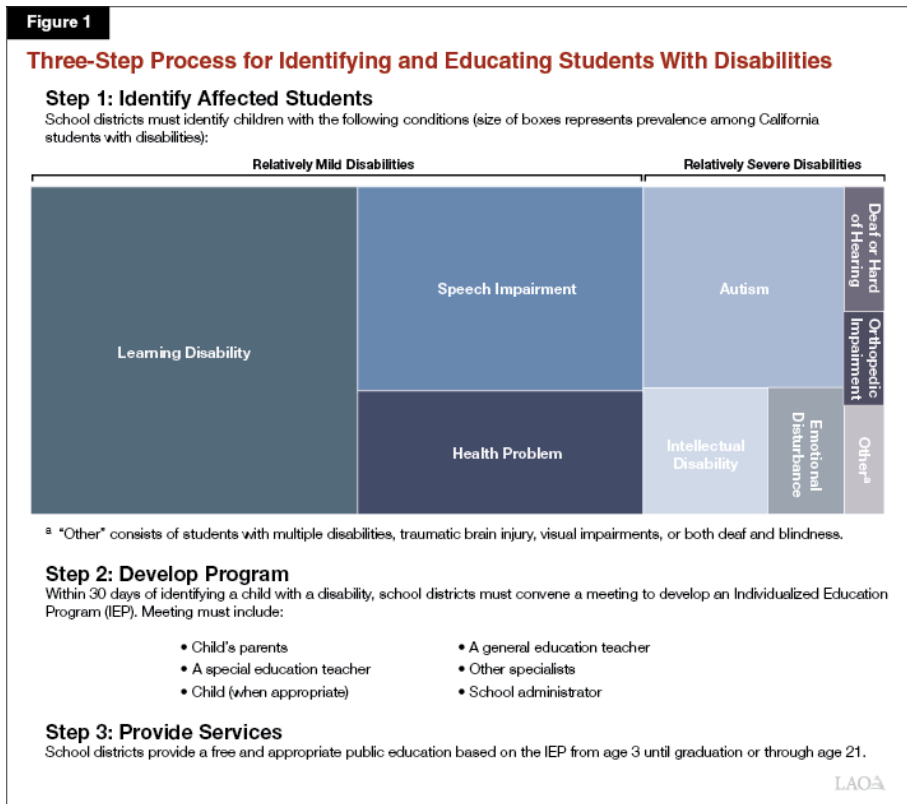 Figure 1
Three-Step Process for Identifying and Educating Students With Disabilities
Step 1: Identify Affected Students
School districts must identify children with the following conditions (size of boxes represents prevalence among California
students with disabilities):
Relatively Mild Disabilities
Relatively Severe Disabilities
Learning Disability
Speech Impairment
Health Problem
Autism
Intellectual
Disability
Emotional
Disturbance
Deaf or Hard
of Hearing
Orthopedic
Impairment
Otherᵃ
ᵃ "Other" consists of students with multiple disabilities, traumatic brain injury, visual impairments, or both deaf and blindness.
Step 2: Develop Program
Within 30 days of identifying a child with a disability, school districts must convene a meeting to develop an Individualized Education
Program (IEP). Meeting must include:
• Child's parents
• A special education teacher
• Child (when appropriate)
• A general education teacher
• Other specialists
• School administrator
Step 3: Provide Services
School districts provide a free and appropriate public education based on the IEP from age 3 until graduation or through age 21.
LAO